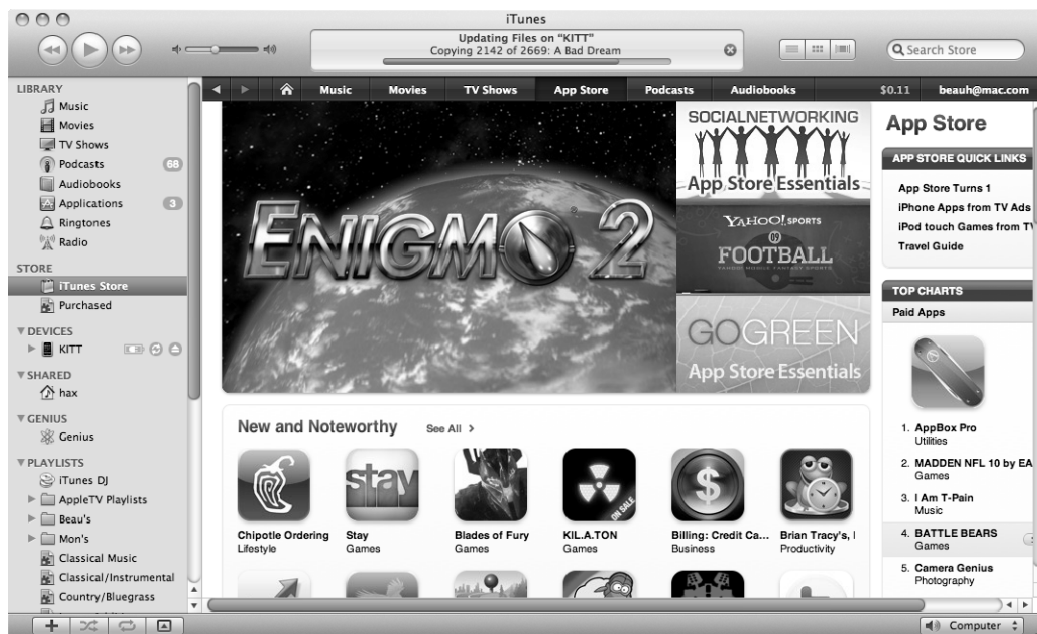 iTunes
Updating Files on "KITT"
Copying 2142 of 2669: A Bad Dream
Search Store
LIBRARY
Music
Movies
TV Shows
Podcasts 68
Audiobooks
Applications 3
Ringtones
Radio
STORE
iTunes Store
Purchased
DEVICES
KITT
SHARED
hax
GENIUS
Genius
PLAYLISTS
iTunes DJ
AppleTV Playlists
Beau's
Mon's
Classical Music
Classical/Instrumental
Country/Bluegrass
Music Movies TV Shows App Store Podcasts Audiobooks $0.11 beauh@mac.com
ENIGMO 2
SOCIALNETWORKING
App Store Essentials
YAHOO! SPORTS
09
FOOTBALL
YAHOO! MOBILE FANTASY SPORTS
GOGREEN
App Store Essentials
App Store
APP STORE QUICK LINKS
App Store Turns 1
iPhone Apps from TV Ads
iPod touch Games from TV
Travel Guide
TOP CHARTS
Paid Apps
1. AppBox Pro
Utilities
2. MADDEN NFL 10 by EA
Games
3. I Am T-Pain
Music
4. BATTLE BEARS
Games
5. Camera Genius
Photography
New and Noteworthy See All >
stay
ON SALE
Chipotle Ordering
Lifestyle
Stay
Games
Blades of Fury
Games
KIL.A.TON
Games
Billing: Credit Ca...
Business
Brian Tracy's,
Productivity
Computer